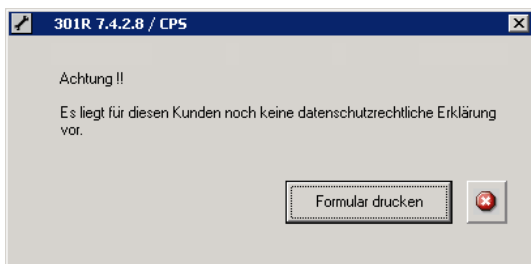 301R 7.4.2.8 / CPS
Achtung !!
Es liegt für diesen Kunden noch keine datenschutzrechtliche Erklärung
vor.
Formular drucken